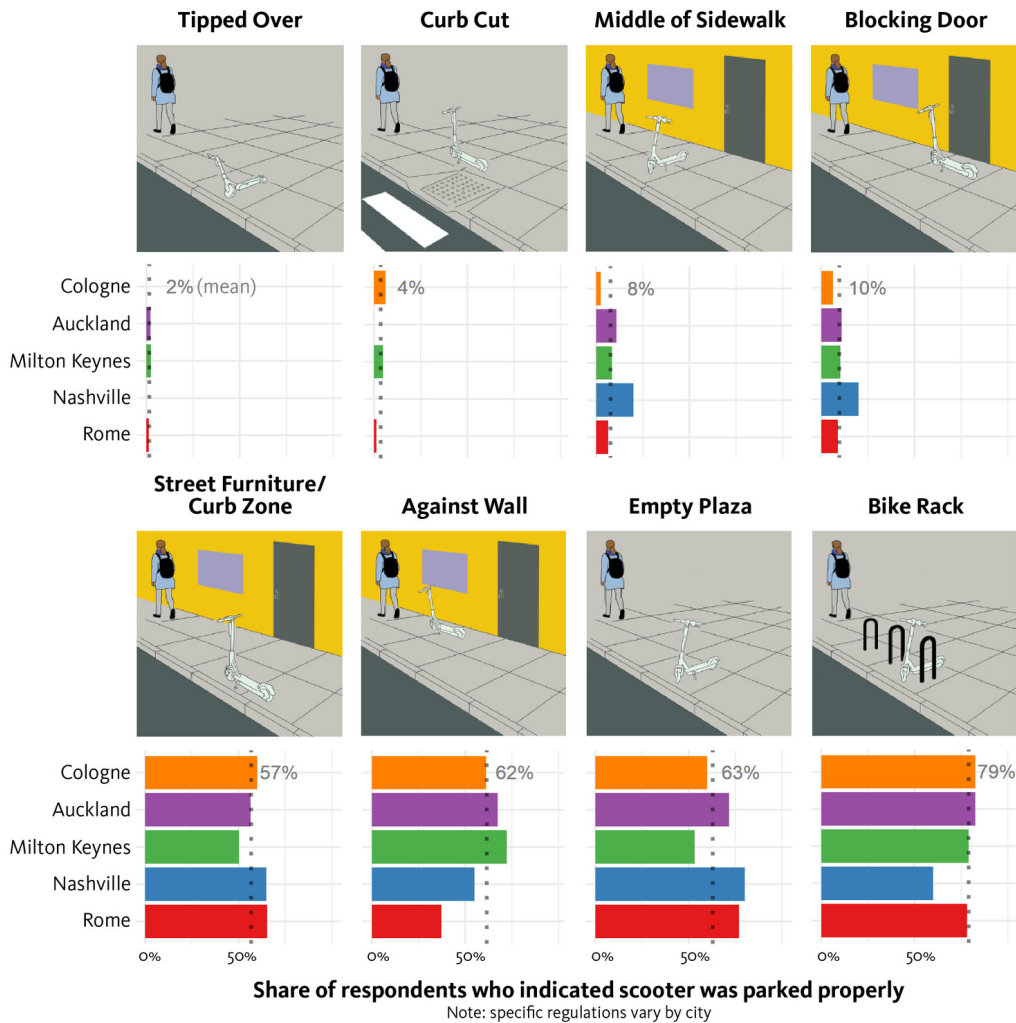 Tipped Over
Curb Cut
Middle of Sidewalk
Blocking Door
Cologne
2% (mean)
4%
8%
10%
Auckland
Milton Keynes
Nashville
Rome
Street Furniture/
Curb Zone
Against Wall
Empty Plaza
Bike Rack
Cologne
57%
62%
63%
79%
Auckland
Milton Keynes
Nashville
Rome
0%
50%
0%
50%
0%
50%
0%
50%
Share of respondents who indicated scooter was parked properly
Note: specific regulations vary by city